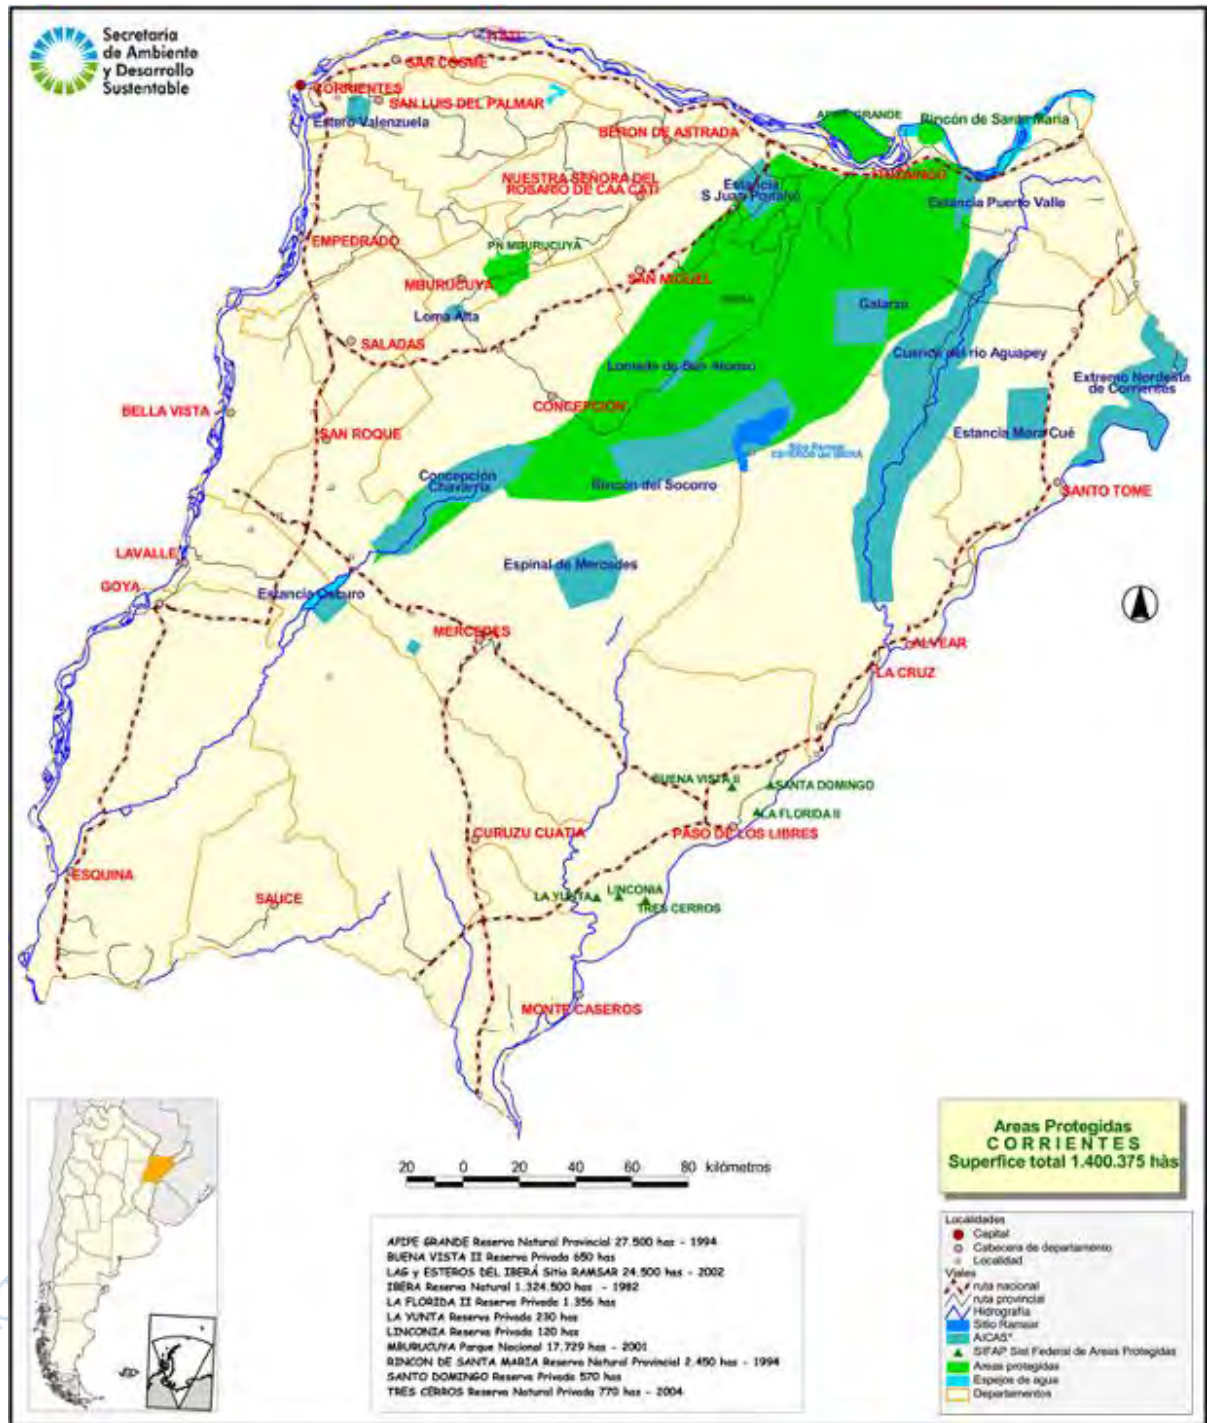 Secretaría
de Ambiente
y Desarrollo
Sustentable
ITATI
SAN COSME
CORRIENTES
SAN LUIS DEL PALMAR
Estero Valenzuela
BERON DE ASTRADA
APIPE GRANDE
Rincón de Santa María
NUESTRA SEÑORA DEL
ROSARIO DE CAA CATI
Estancia
S Juan Poriahú
ITUZAINGO
Estancia Puerto Valle
EMPEDRADO
PN MBURUCUYA
MBURUCUYA
SAN MIGUEL
IBERA
Galarza
Loma Alta
SALADAS
Lomada de San Alonso
Cuenca del río Aguapey
Extremo Nordeste
de Corrientes
BELLA VISTA
CONCEPCIÓN
SAN ROQUE
Estancia Mora Cué
Sitio Ramsar
ESTEROS del IBERÁ
Concepción
Chavarría
Rincón del Socorro
SANTO TOME
LAVALLE
Espinal de Mercedes
GOYA
Estancia Oscuro
MERCEDES
ALVEAR
LA CRUZ
BUENA VISTA II
SANTA DOMINGO
LA FLORIDA II
CURUZU CUATIA
PASO DE LOS LIBRES
ESQUINA
SAUCE
LA YUNTA
LINCONIA
TRES CERROS
MONTE CASEROS
20 0 20 40 60 80 kilómetros
Areas Protegidas
CORRIENTES
Superfice total 1.400.375 hàs
APIPE GRANDE Reserva Natural Provincial 27.500 has - 1994
BUENA VISTA II Reserva Privada 650 has
LAG y ESTEROS DEL IBERÁ Sitio RAMSAR 24.500 has - 2002
IBERA Reserva Natural 1.324.500 has - 1982
LA FLORIDA II Reserva Privada 1.356 has
LA YUNTA Reserva Privada 230 has
LINCONIA Reserva Privada 120 has
MBURUCUYA Parque Nacional 17.729 has - 2001
RINCON DE SANTA MARIA Reserva Natural Provincial 2.450 has - 1994
SANTO DOMINGO Reserva Privada 570 has
TRES CERROS Reserva Natural Privada 770 has - 2004
Localidades
Capital
Cabecera de departamento
Localidad
Viales
ruta nacional
ruta provincial
Hidrografía
Sitio Ramsar
AICAS*
SIFAP Sist Federal de Areas Protegidas
Areas protegidas
Espejos de agua
Departamentos